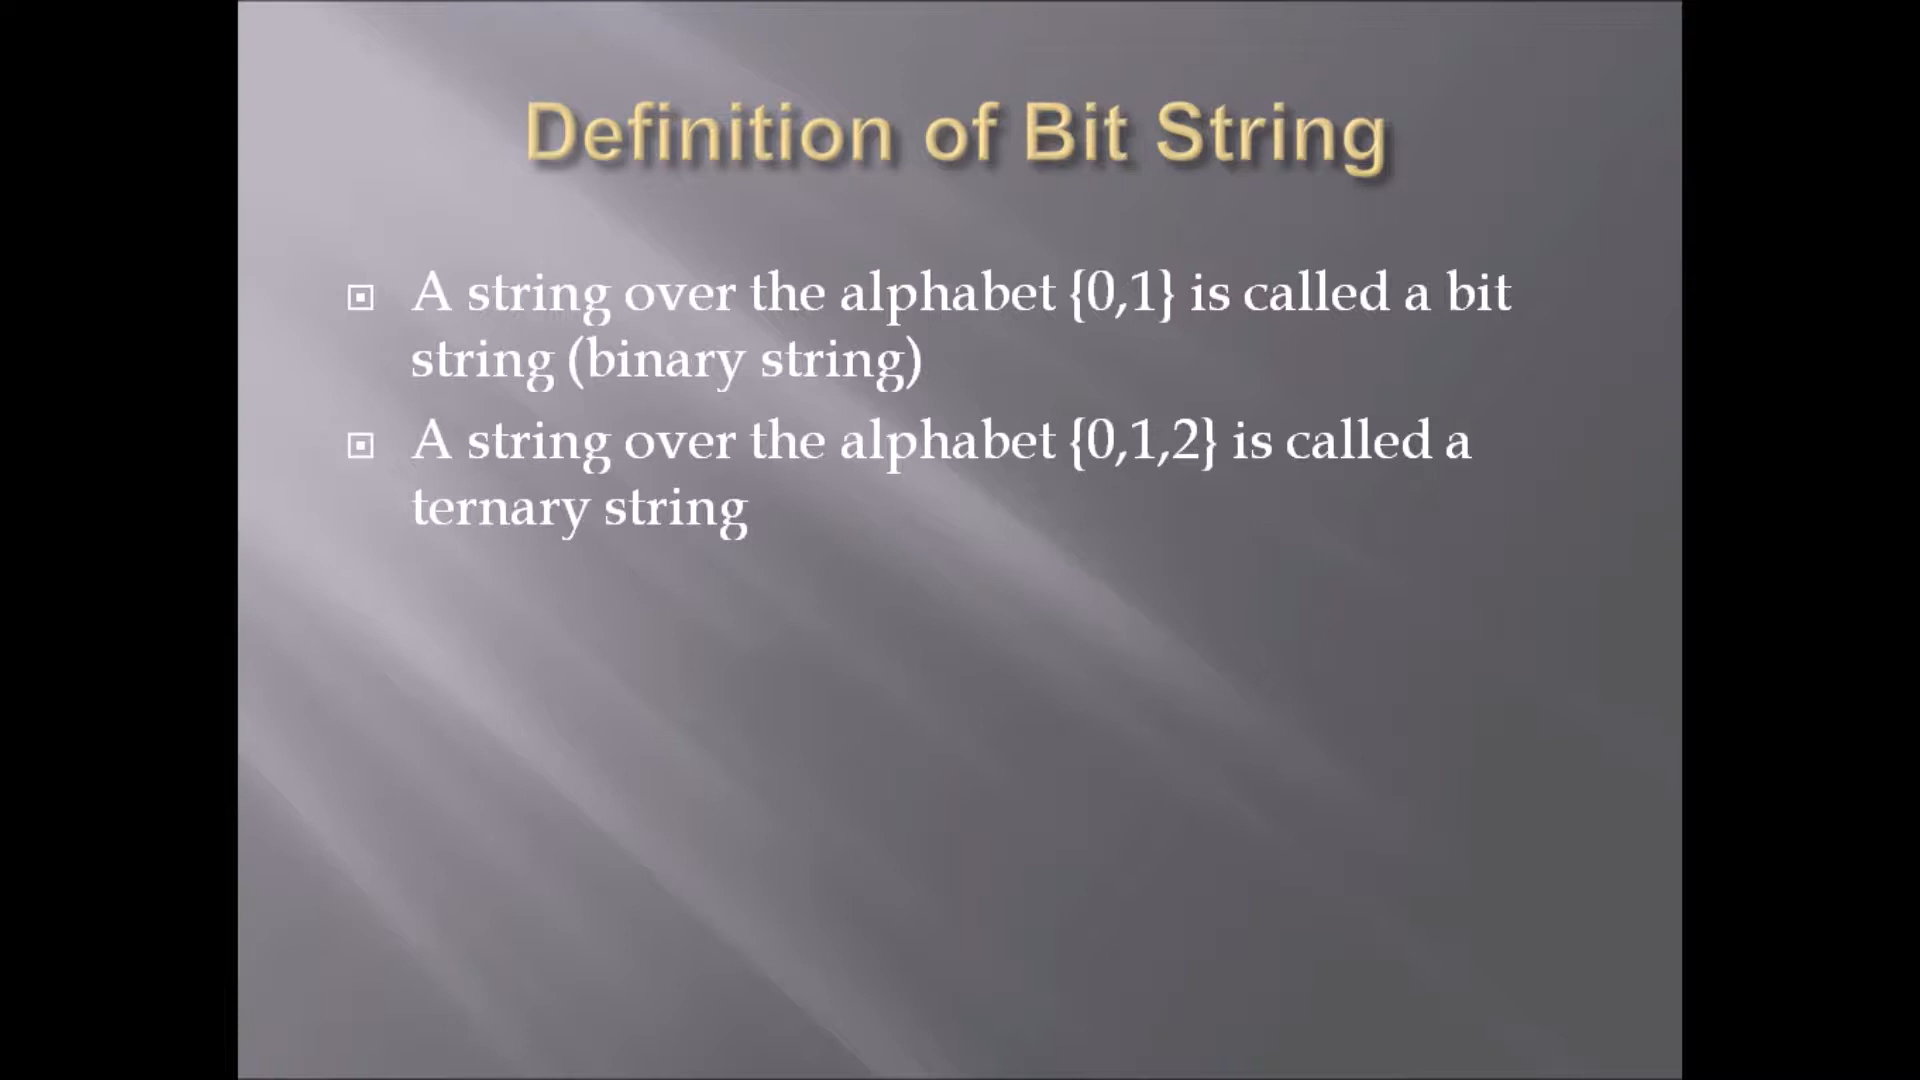 Definition of Bit String
A string over the alphabet {0,1} is called a bit
string (binary string)
A string over the alphabet {0,1,2} is called a
ternary string